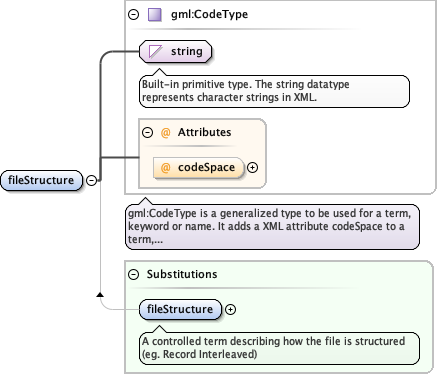 gml:CodeType
string
Built-in primitive type. The string datatype
represents character strings in XML.
@ Attributes
@ codeSpace
fileStructure
gml:CodeType is a generalized type to be used for a term,
keyword or name. It adds a XML attribute codeSpace to a
term,...
Substitutions
fileStructure
A controlled term describing how the file is structured
(eg. Record Interleaved)